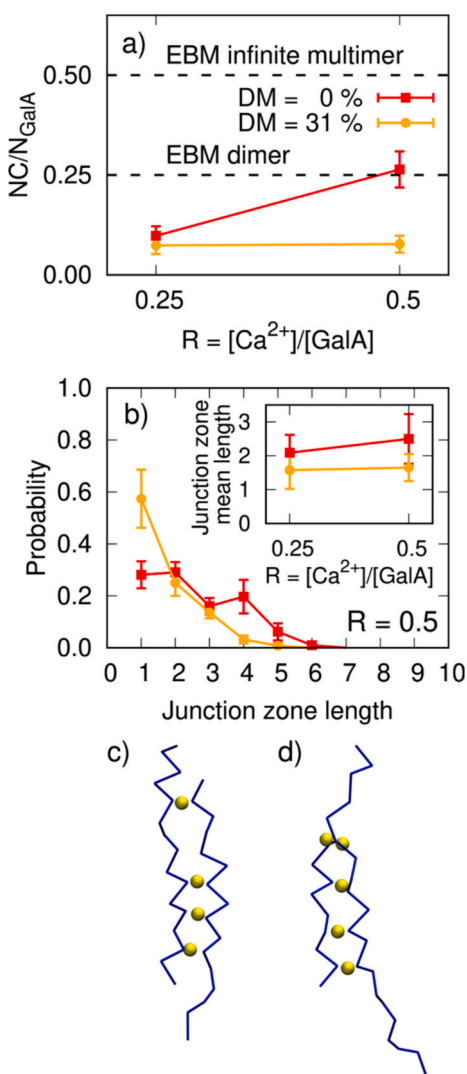 a)
EBM infinite multimer
DM = 0 %
DM = 31 %
EBM dimer
NC/N_GalA
0.50
0.25
0.00
0.25 0.5
R = [Ca²⁺]/[GalA]
b)
Probability
1.0
0.8
0.6
0.4
0.2
0.0
Junction zone
mean length
3
2
1
0
0.25 0.5
R = [Ca²⁺]/[GalA]
R = 0.5
0 1 2 3 4 5 6 7 8 9 10
Junction zone length
c) d)